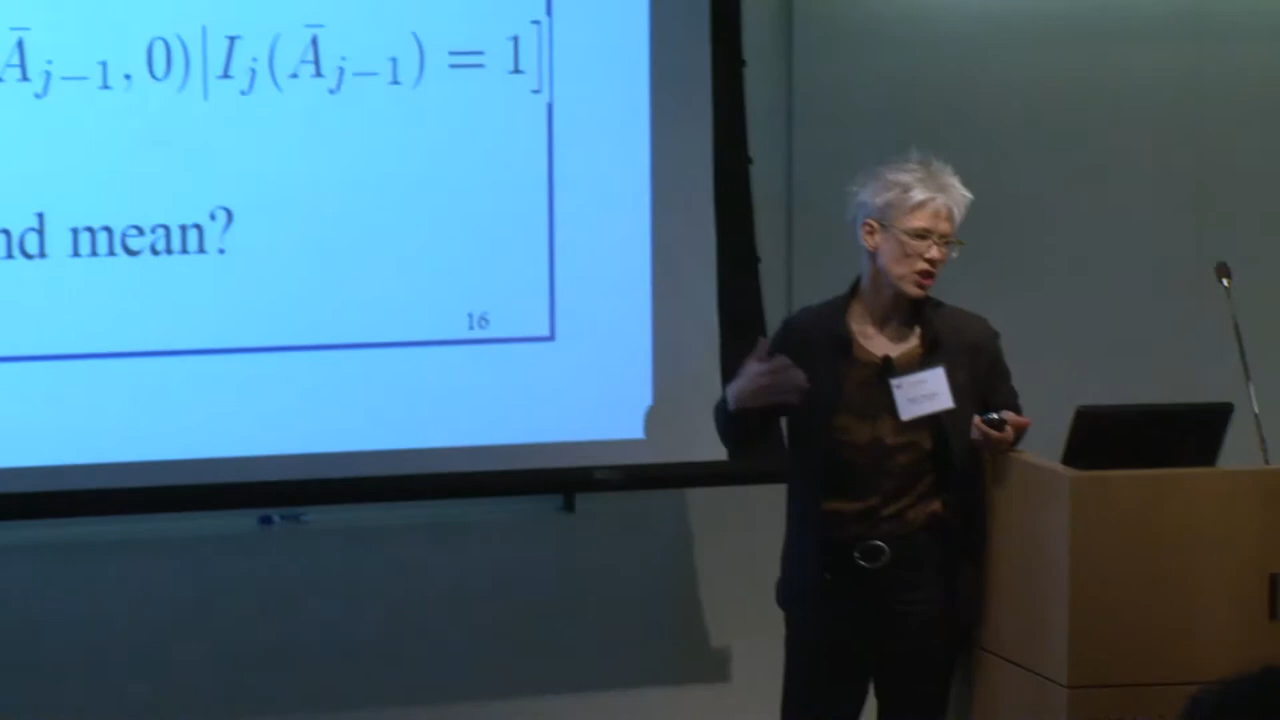 Ā_{j−1}, 0)|I_j(Ā_{j−1}) = 1]
nd mean?
16